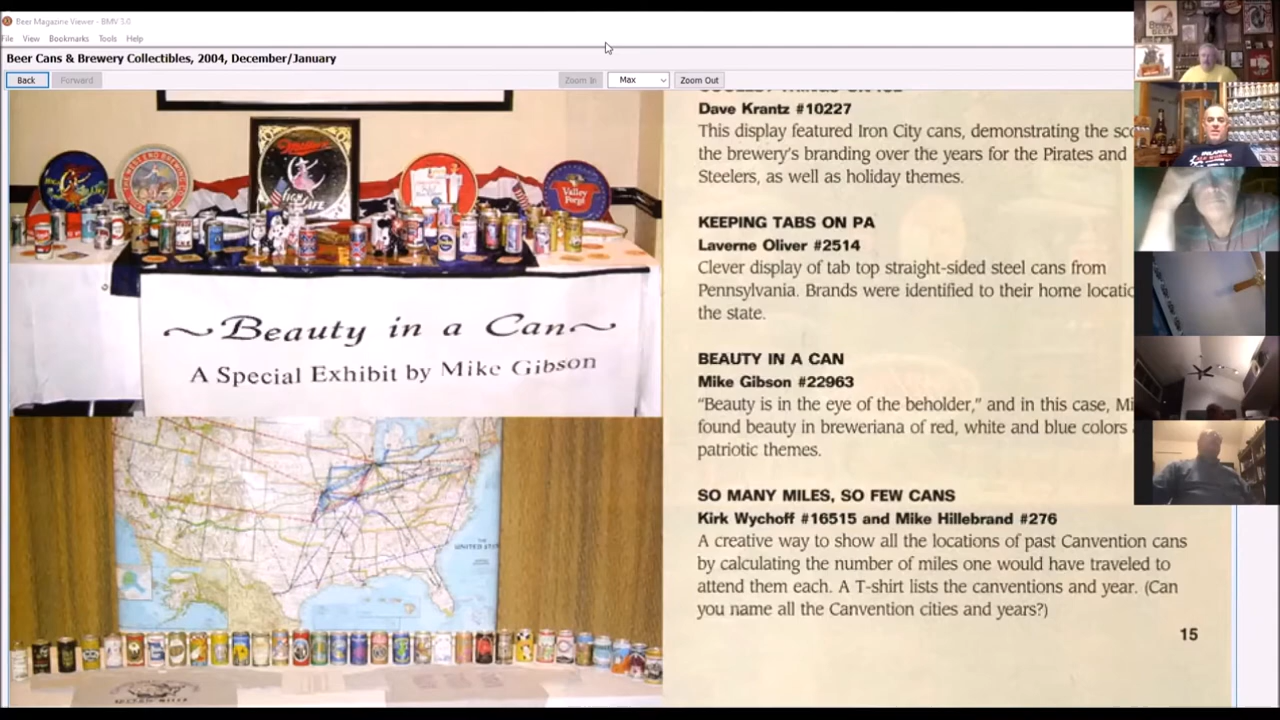 Beer Magazine Viewer - BMV 5.0
File View Bookmarks Tools Help
Beer Cans & Brewery Collectibles, 2004, December/January
Back Forward Zoom In Max Zoom Out
Valley
Forge
~Beauty in a Can~
A Special Exhibit by Mike Gibson
THE
UNITED STATES
Dave Krantz #10227
This display featured Iron City cans, demonstrating the sco
the brewery's branding over the years for the Pirates and
Steelers, as well as holiday themes.
KEEPING TABS ON PA
Laverne Oliver #2514
Clever display of tab top straight-sided steel cans from
Pennsylvania. Brands were identified to their home locatio
the state.
BEAUTY IN A CAN
Mike Gibson #22963
“Beauty is in the eye of the beholder,” and in this case, Mi
found beauty in breweriana of red, white and blue colors
patriotic themes.
SO MANY MILES, SO FEW CANS
Kirk Wychoff #16515 and Mike Hillebrand #276
A creative way to show all the locations of past Canvention cans
by calculating the number of miles one would have traveled to
attend them each. A T-shirt lists the canventions and year. (Can
you name all the Canvention cities and years?)
15